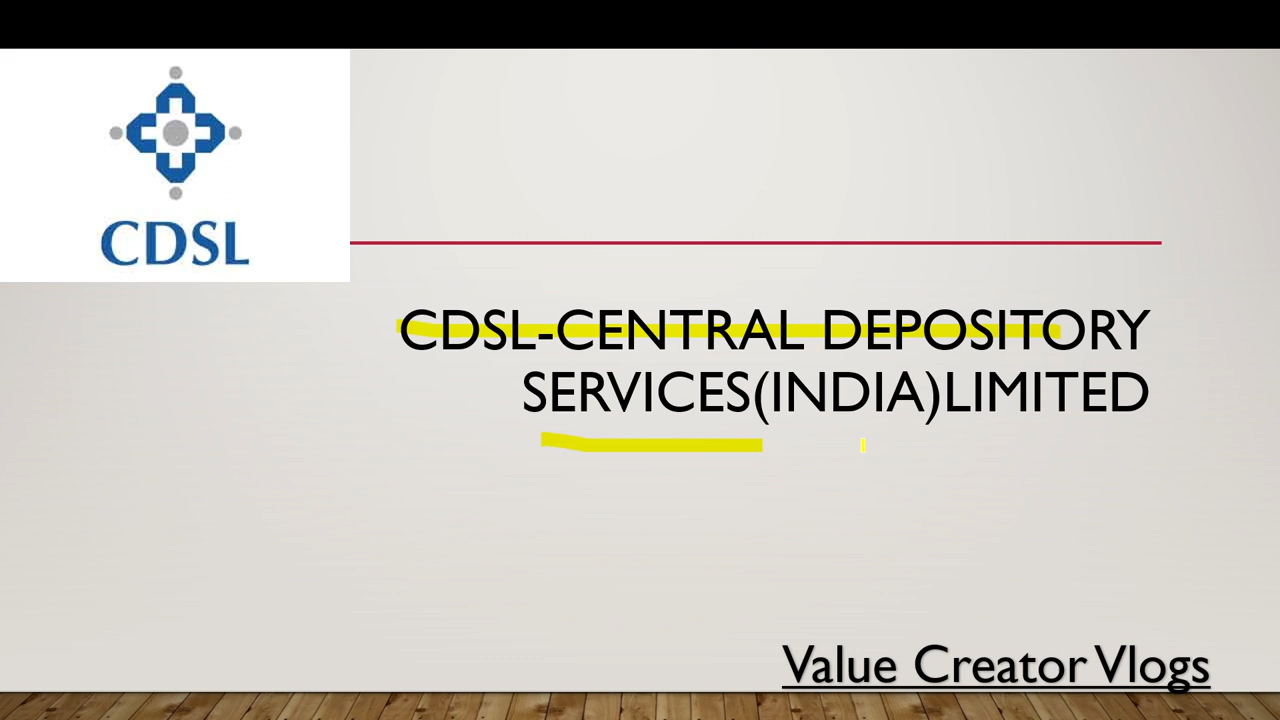 CDSL
CDSL-CENTRAL DEPOSITORY
SERVICES(INDIA)LIMITED
Value Creator Vlogs